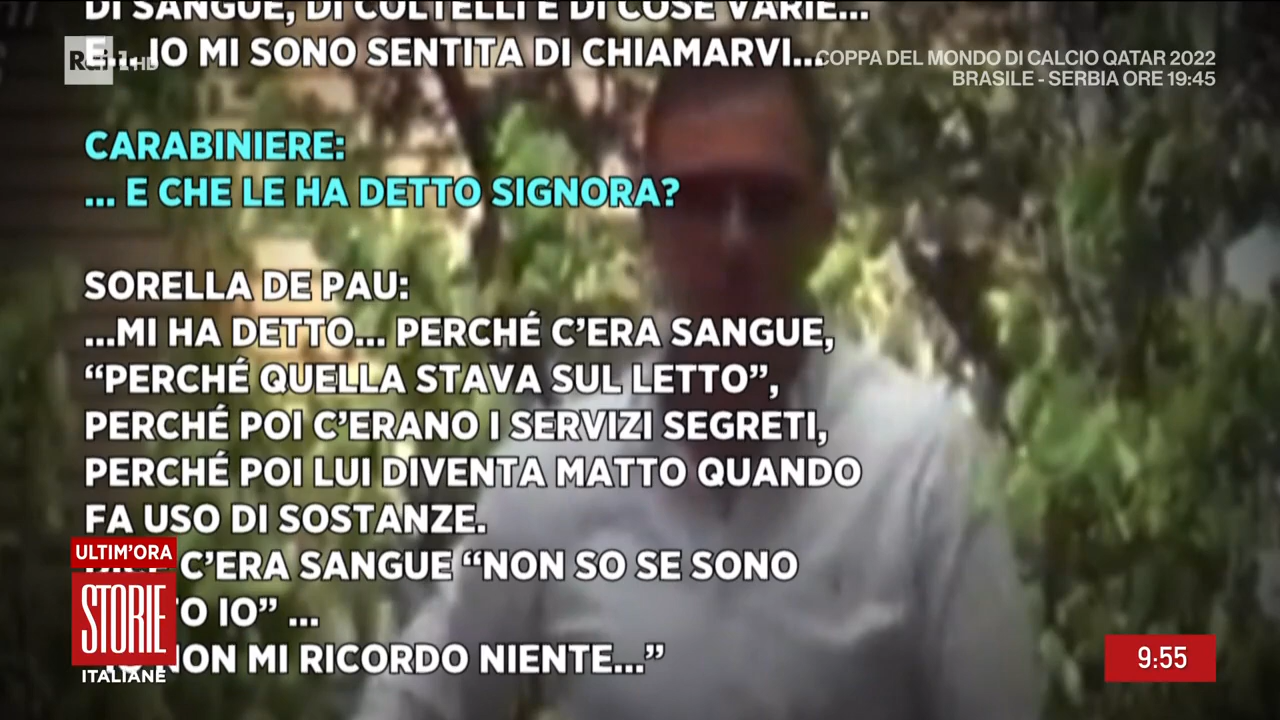 DI SANGUE, DI COLTELLI E DI COSE VARIE...
E... IO MI SONO SENTITA DI CHIAMARVI...
Rai 1 HD
COPPA DEL MONDO DI CALCIO QATAR 2022
BRASILE - SERBIA ORE 19:45
CARABINIERE:
... E CHE LE HA DETTO SIGNORA?
SORELLA DE PAU:
...MI HA DETTO... PERCHÉ C'ERA SANGUE,
“PERCHÉ QUELLA STAVA SUL LETTO”,
PERCHÉ POI C'ERANO I SERVIZI SEGRETI,
PERCHÉ POI LUI DIVENTA MATTO QUANDO
FA USO DI SOSTANZE.
C'ERA SANGUE “NON SO SE SONO
IO” ...
NON MI RICORDO NIENTE...”
ULTIM'ORA
STORIE
ITALIANE
9:55